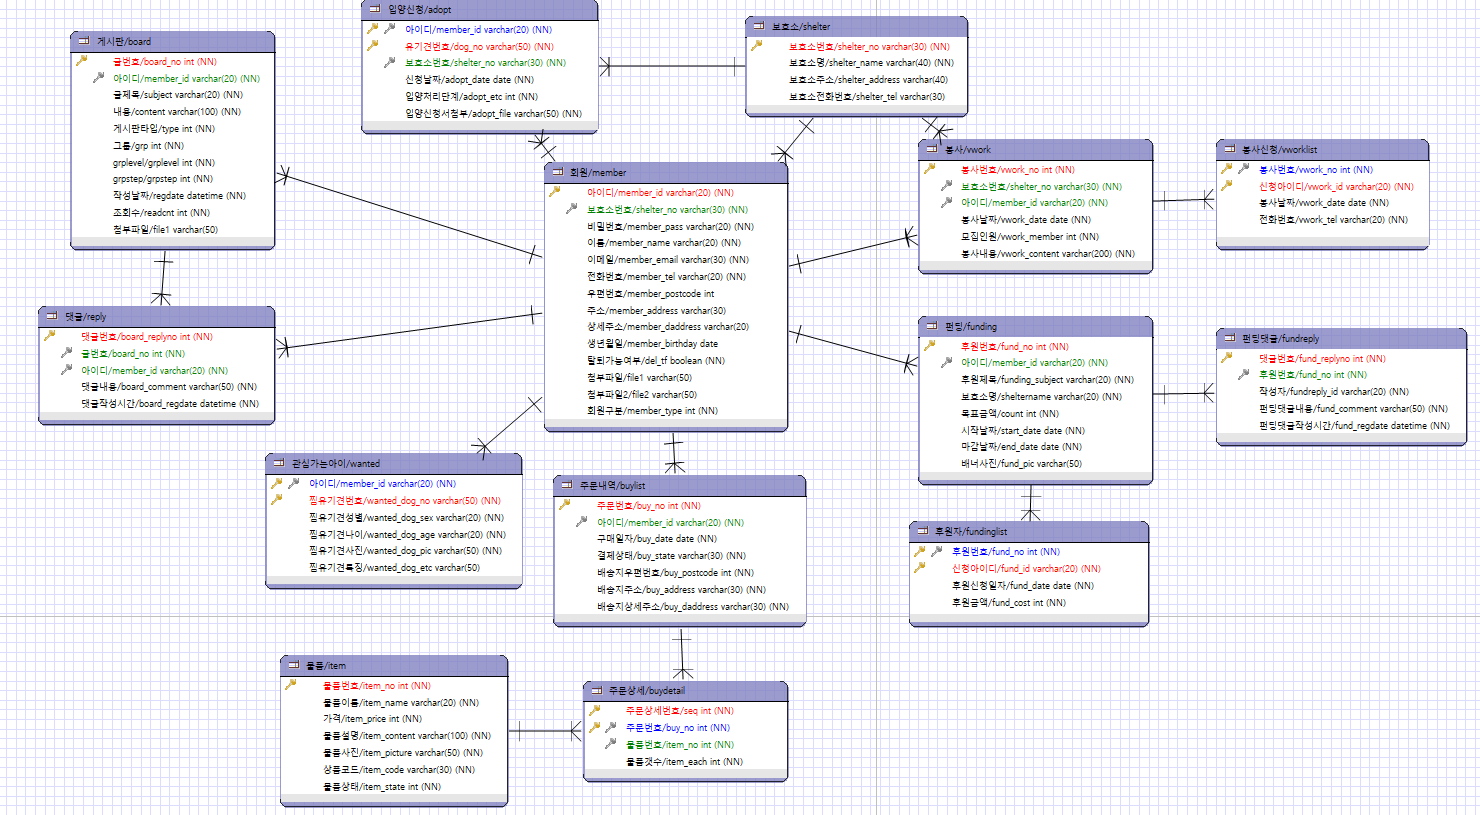 입양신청/adopt
아이디/member_id varchar(20) (NN)
유기견번호/dog_no varchar(50) (NN)
보호소번호/shelter_no varchar(30) (NN)
신청날짜/adopt_date date (NN)
입양처리단계/adopt_etc int (NN)
입양신청서첨부/adopt_file varchar(50) (NN)
보호소/shelter
보호소번호/shelter_no varchar(30) (NN)
보호소명/shelter_name varchar(40) (NN)
보호소주소/shelter_address varchar(40)
보호소전화번호/shelter_tel varchar(30)
게시판/board
글번호/board_no int (NN)
아이디/member_id varchar(20) (NN)
글제목/subject varchar(20) (NN)
내용/content varchar(100) (NN)
게시판타입/type int (NN)
그룹/grp int (NN)
grplevel/grplevel int (NN)
grpstep/grpstep int (NN)
작성날짜/regdate datetime (NN)
조회수/readcnt int (NN)
첨부파일/file1 varchar(50)
회원/member
아이디/member_id varchar(20) (NN)
보호소번호/shelter_no varchar(30) (NN)
비밀번호/member_pass varchar(20) (NN)
이름/member_name varchar(20) (NN)
이메일/member_email varchar(30) (NN)
전화번호/member_tel varchar(20) (NN)
우편번호/member_postcode int
주소/member_address varchar(30)
상세주소/member_daddress varchar(20)
생년월일/member_birthday date
탈퇴가능여부/del_tf boolean (NN)
첨부파일/file1 varchar(50)
첨부파일2/file2 varchar(50)
회원구분/member_type int (NN)
봉사/vwork
봉사번호/vwork_no int (NN)
보호소번호/shelter_no varchar(30) (NN)
아이디/member_id varchar(20) (NN)
봉사날짜/vwork_date date (NN)
모집인원/vwork_member int (NN)
봉사내용/vwork_content varchar(200) (NN)
봉사신청/vworklist
봉사번호/vwork_no int (NN)
신청아이디/vwork_id varchar(20) (NN)
봉사날짜/vwork_date date (NN)
전화번호/vwork_tel varchar(20) (NN)
댓글/reply
댓글번호/board_replyno int (NN)
글번호/board_no int (NN)
아이디/member_id varchar(20) (NN)
댓글내용/board_comment varchar(50) (NN)
댓글작성시간/board_regdate datetime (NN)
펀딩/funding
후원번호/fund_no int (NN)
아이디/member_id varchar(20) (NN)
후원제목/funding_subject varchar(20) (NN)
보호소명/sheltername varchar(20) (NN)
목표금액/count int (NN)
시작날짜/start_date date (NN)
마감날짜/end_date date (NN)
배너사진/fund_pic varchar(50)
펀딩댓글/fundreply
댓글번호/fund_replyno int (NN)
후원번호/fund_no int (NN)
작성자/fundreply_id varchar(20) (NN)
펀딩댓글내용/fund_comment varchar(50) (NN)
펀딩댓글작성시간/fund_regdate datetime (NN)
관심가는아이/wanted
아이디/member_id varchar(20) (NN)
찜유기견번호/wanted_dog_no varchar(50) (NN)
찜유기견성별/wanted_dog_sex varchar(20) (NN)
찜유기견나이/wanted_dog_age varchar(20) (NN)
찜유기견사진/wanted_dog_pic varchar(50) (NN)
찜유기견특징/wanted_dog_etc varchar(50)
주문내역/buylist
주문번호/buy_no int (NN)
아이디/member_id varchar(20) (NN)
구매일자/buy_date date (NN)
결제상태/buy_state varchar(30) (NN)
배송지우편번호/buy_postcode int (NN)
배송지주소/buy_address varchar(30) (NN)
배송지상세주소/buy_daddress varchar(30) (NN)
후원자/fundinglist
후원번호/fund_no int (NN)
신청아이디/fund_id varchar(20) (NN)
후원신청일자/fund_date date (NN)
후원금액/fund_cost int (NN)
물품/item
물품번호/item_no int (NN)
물품이름/item_name varchar(20) (NN)
가격/item_price int (NN)
물품설명/item_content varchar(100) (NN)
물품사진/item_picture varchar(50) (NN)
상품코드/item_code varchar(30) (NN)
물품상태/item_state int (NN)
주문상세/buydetail
주문상세번호/seq int (NN)
주문번호/buy_no int (NN)
물품번호/item_no int (NN)
물품갯수/item_each int (NN)